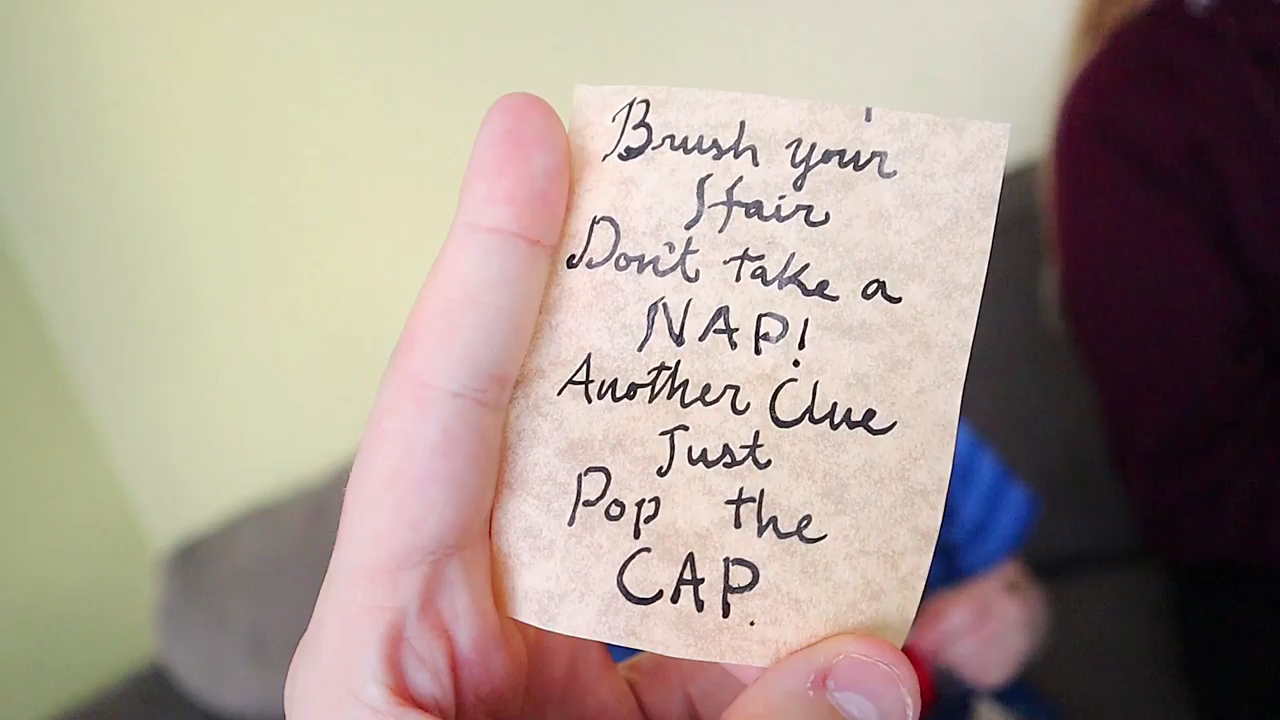 Brush your
Hair
Don't take a
NAP!
Another Clue
Just
Pop the
CAP.